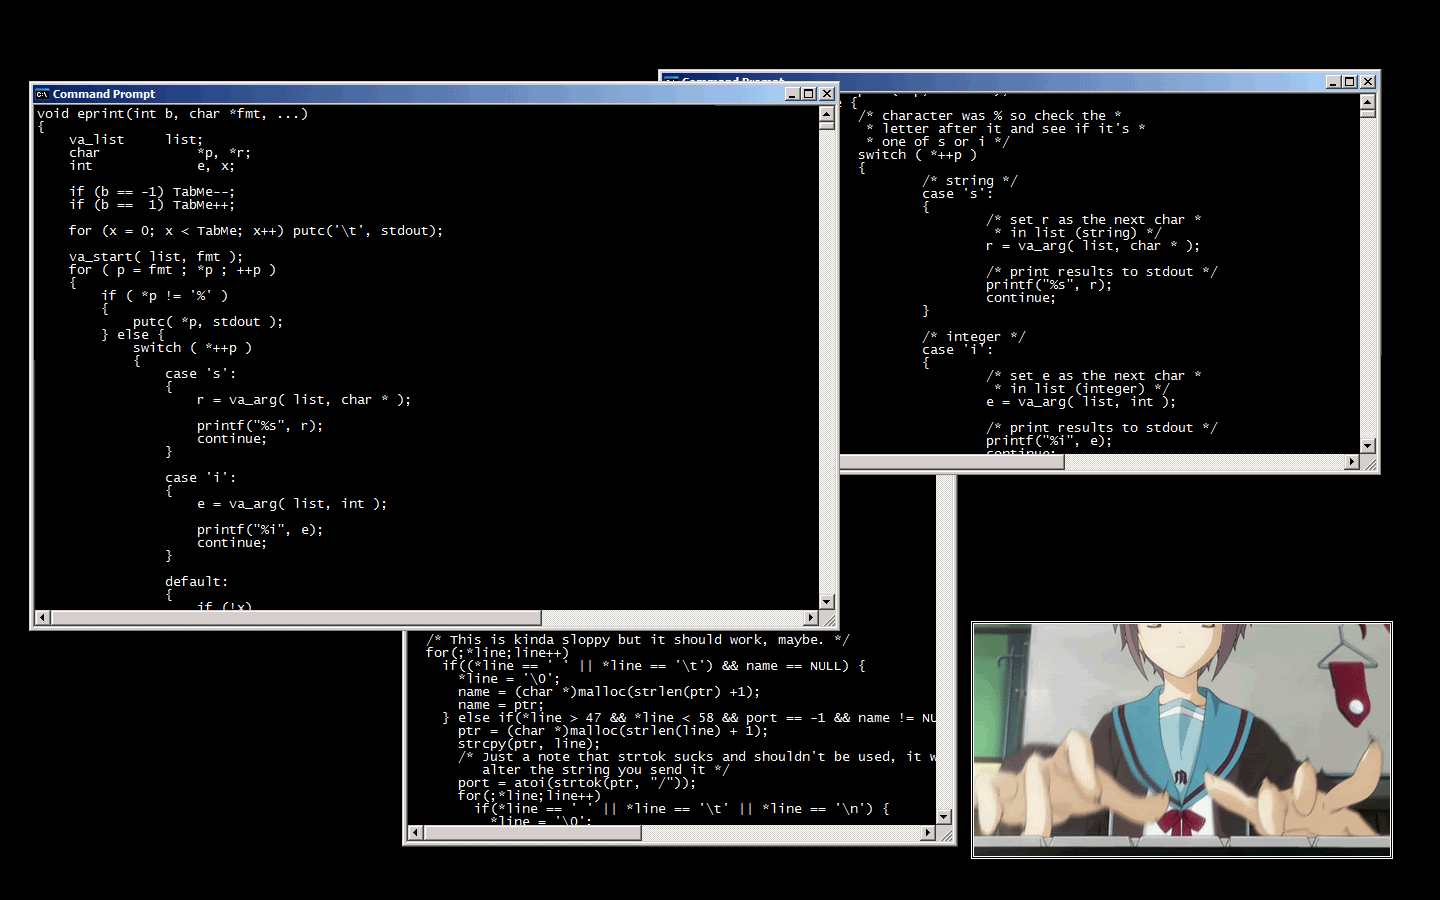 Command Prompt
void eprint(int b, char *fmt, ...)
{
    va_list     list;
    char            *p, *r;
    int             e, x;
    if (b == -1) TabMe--;
    if (b ==  1) TabMe++;
    for (x = 0; x < TabMe; x++) putc('\t', stdout);
    va_start( list, fmt );
    for ( p = fmt ; *p ; ++p )
    {
        if ( *p != '%' )
        {
            putc( *p, stdout );
        } else {
            switch ( *++p )
            {
                case 's':
                {
                    r = va_arg( list, char * );
                    printf("%s", r);
                    continue;
                }
                case 'i':
                {
                    e = va_arg( list, int );
                    printf("%i", e);
                    continue;
                }
                default:
                {
                    if (!x)
Command Prompt
{
/* character was % so check the *
 * letter after it and see if it's *
 * one of s or i */
switch ( *++p )
{
        /* string */
        case 's':
        {
                /* set r as the next char *
                 * in list (string) */
                r = va_arg( list, char * );
                /* print results to stdout */
                printf("%s", r);
                continue;
        }
        /* integer */
        case 'i':
        {
                /* set e as the next char *
                 * in list (integer) */
                e = va_arg( list, int );
                /* print results to stdout */
                printf("%i", e);
                continue;
/* This is kinda sloppy but it should work, maybe. */
for(;*line;line++)
  if((*line == ' ' || *line == '\t') && name == NULL) {
    *line = '\0';
    name = (char *)malloc(strlen(ptr) +1);
    name = ptr;
  } else if(*line > 47 && *line < 58 && port == -1 && name != NU
    ptr = (char *)malloc(strlen(line) + 1);
    strcpy(ptr, line);
    /* Just a note that strtok sucks and shouldn't be used, it w
       alter the string you send it */
    port = atoi(strtok(ptr, "/"));
    for(;*line;line++)
      if(*line == ' ' || *line == '\t' || *line == '\n') {
        *line = '\0';